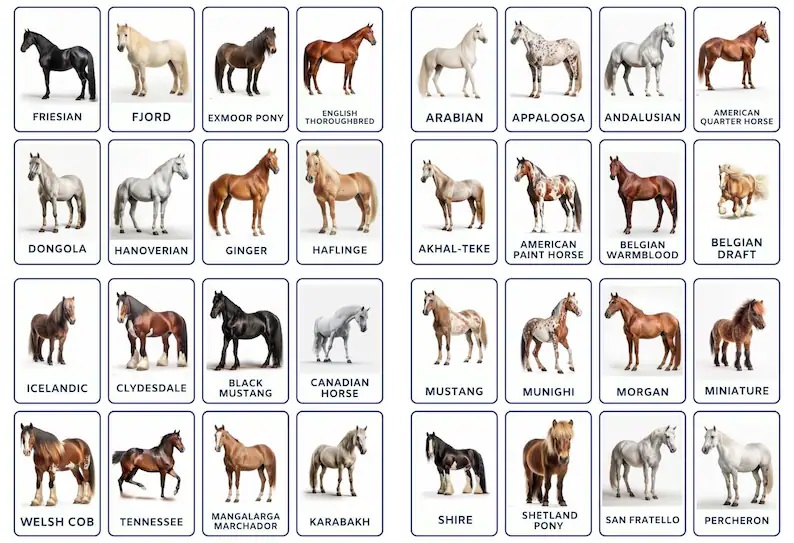 FRIESIAN
FJORD
EXMOOR PONY
ENGLISH
THOROUGHBRED
ARABIAN
APPALOOSA
ANDALUSIAN
AMERICAN
QUARTER HORSE
DONGOLA
HANOVERIAN
GINGER
HAFLINGE
AKHAL-TEKE
AMERICAN
PAINT HORSE
BELGIAN
WARMBLOOD
BELGIAN
DRAFT
ICELANDIC
CLYDESDALE
BLACK
MUSTANG
CANADIAN
HORSE
MUSTANG
MUNIGHI
MORGAN
MINIATURE
WELSH COB
TENNESSEE
MANGALARGA
MARCHADOR
KARABAKH
SHIRE
SHETLAND
PONY
SAN FRATELLO
PERCHERON